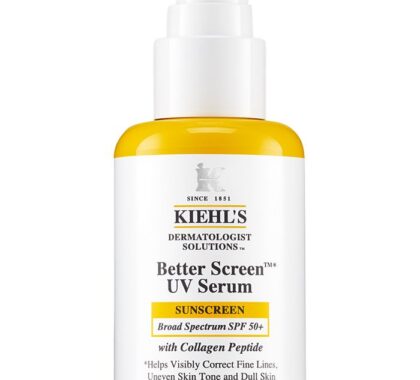 SINCE 1851
KIEHL'S
DERMATOLOGIST
SOLUTIONS™
Better Screen™*
UV Serum
SUNSCREEN
Broad Spectrum SPF 50+
with Collagen Peptide
*Helps Visibly Correct Fine Lines,
Uneven Skin Tone and Dull Skin